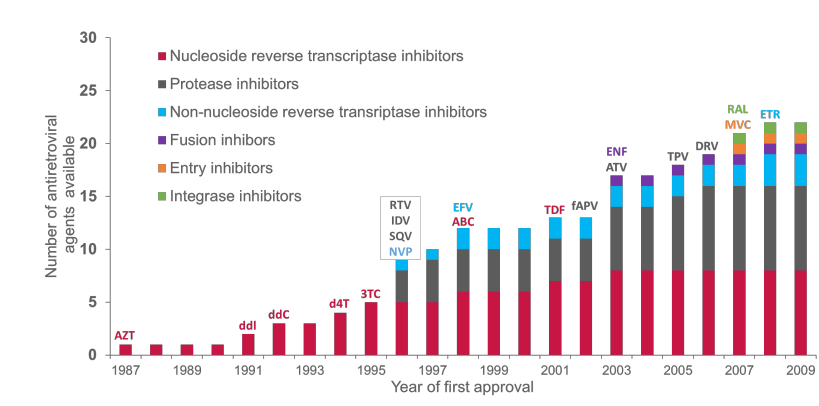 30
25
20
15
10
5
0
Number of antiretroviral
agents available
Nucleoside reverse transcriptase inhibitors
Protease inhibitors
Non-nucleoside reverse transriptase inhibitors
Fusion inhibors
Entry inhibitors
Integrase inhibitors
AZT
ddI
ddC
d4T
3TC
RTV
IDV
SQV
NVP
EFV
ABC
TDF
fAPV
ENF
ATV
TPV
DRV
RAL
MVC
ETR
1987 1989 1991 1993 1995 1997 1999 2001 2003 2005 2007 2009
Year of first approval